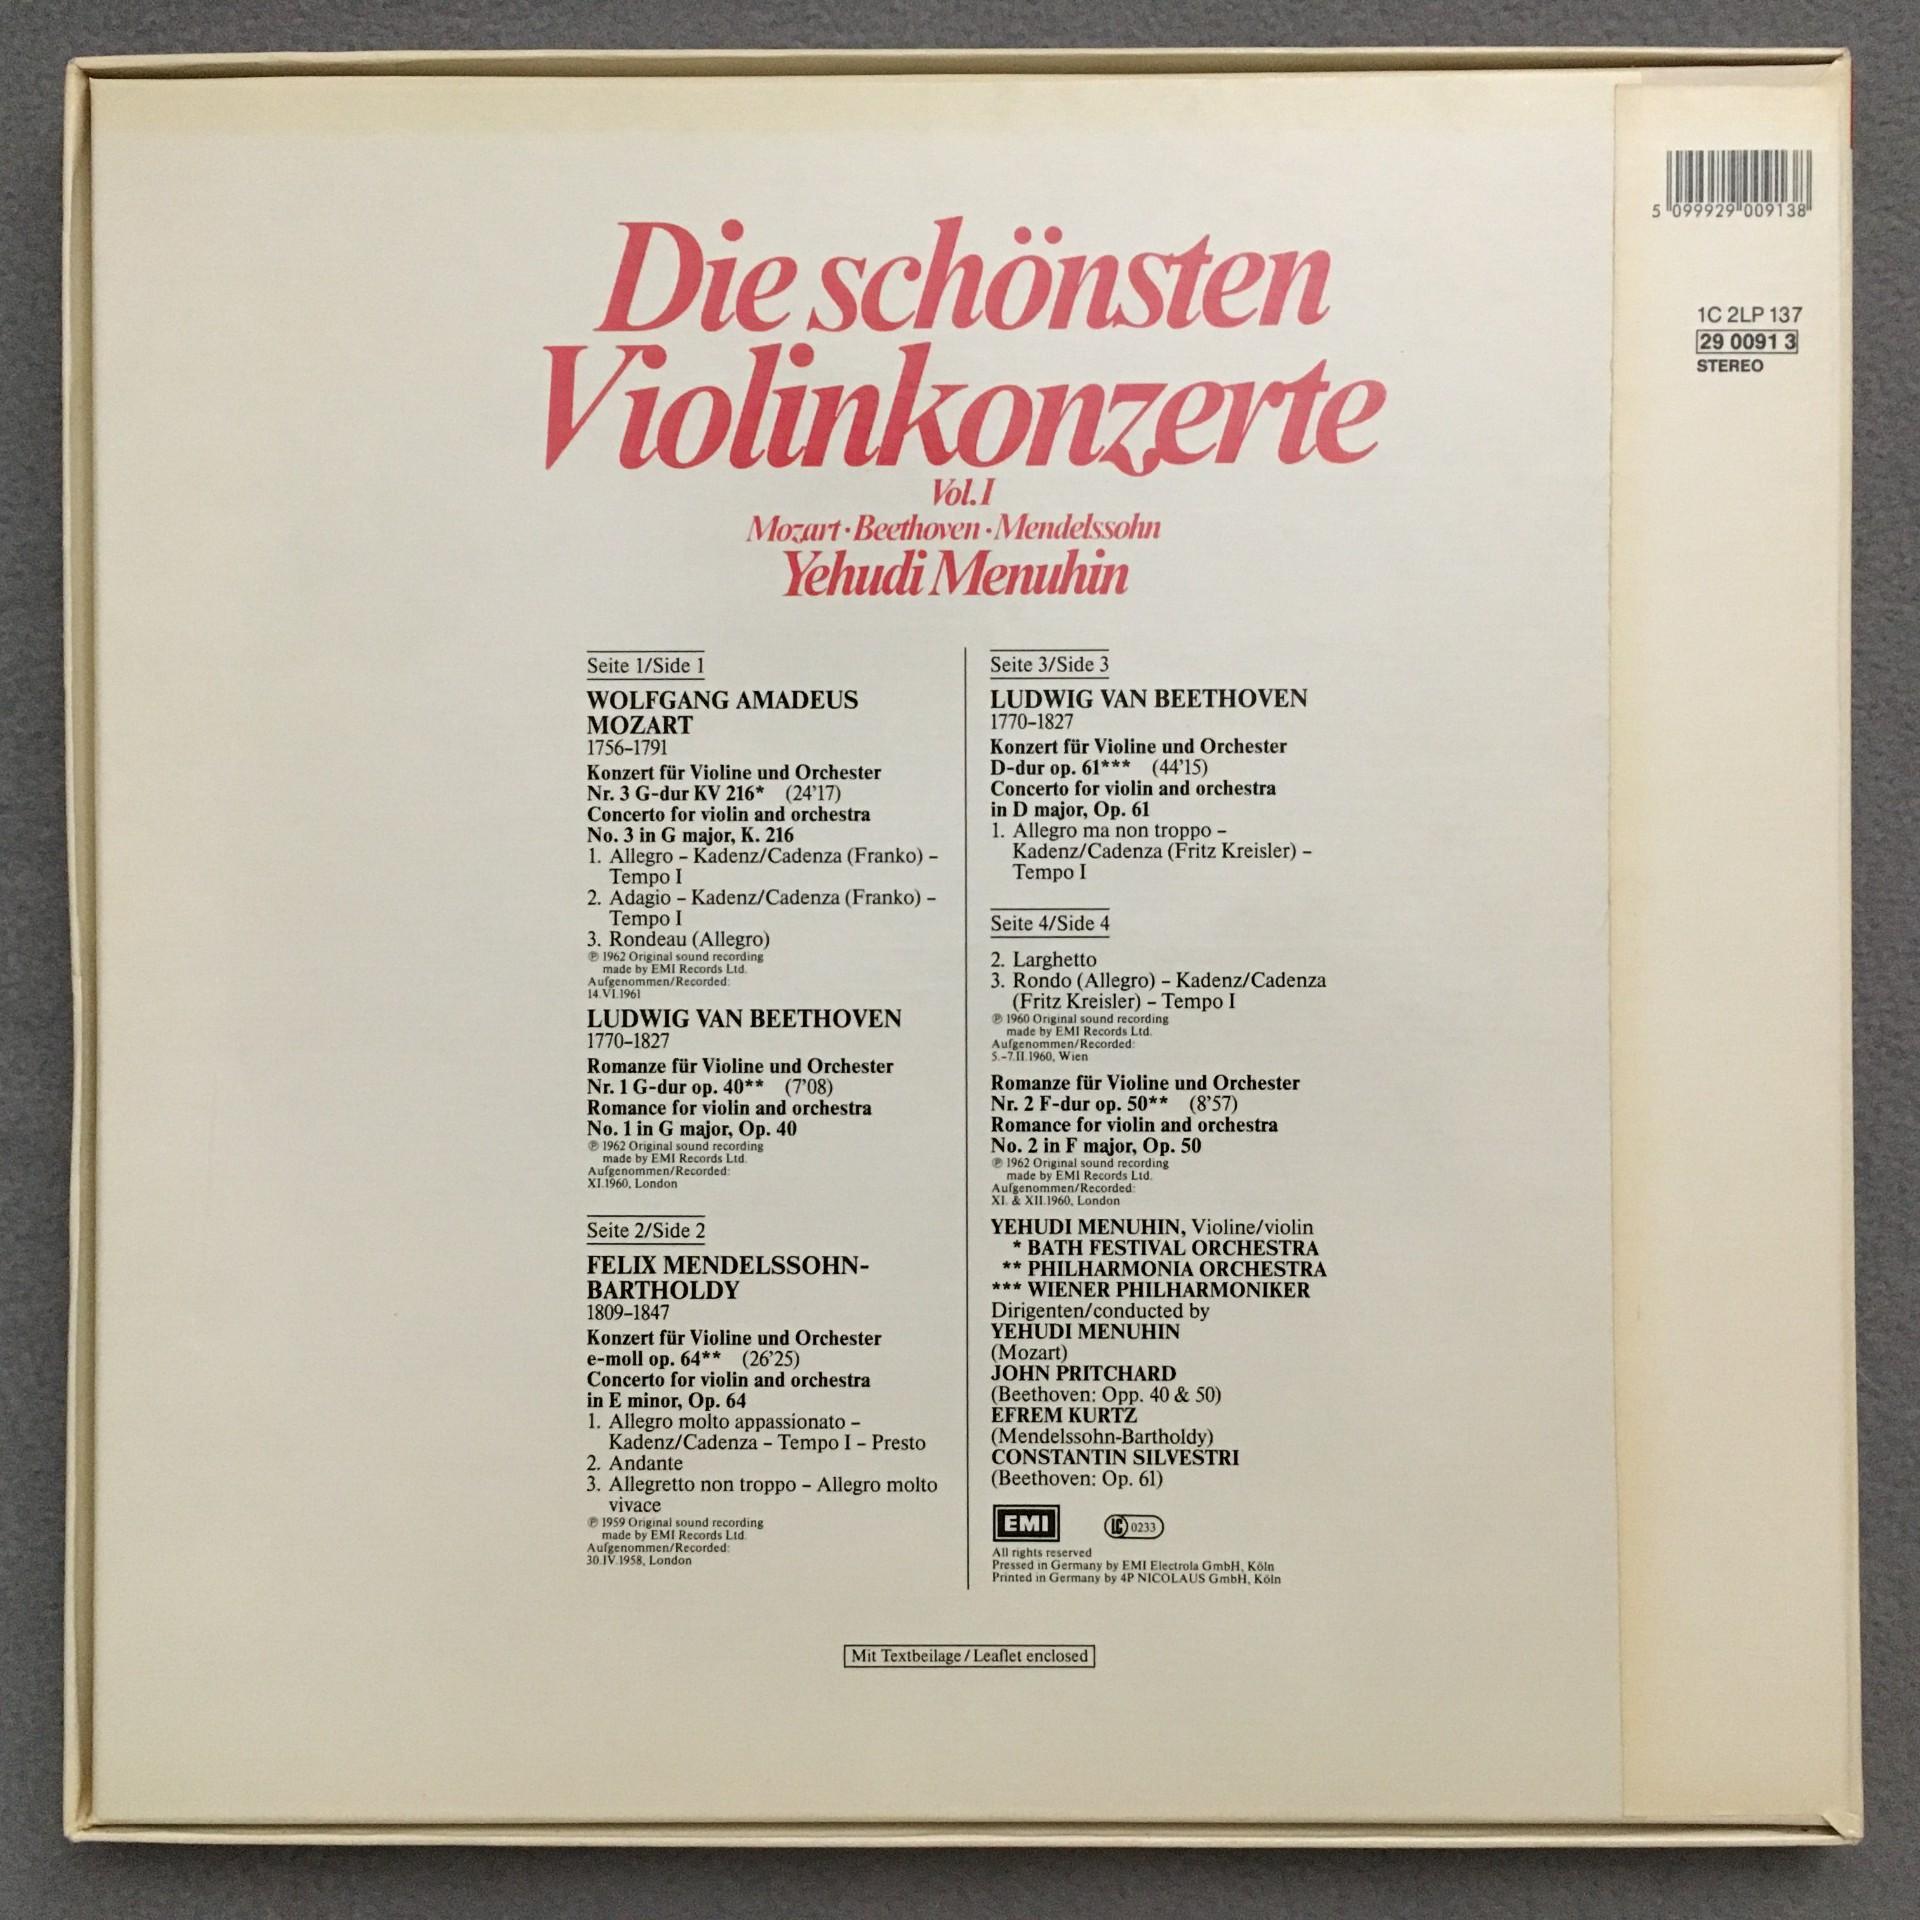 Die schönsten
Violinkonzerte
Vol. I
Mozart · Beethoven · Mendelssohn
Yehudi Menuhin
Seite 1/Side 1
WOLFGANG AMADEUS
MOZART
1756–1791
Konzert für Violine und Orchester
Nr. 3 G-dur KV 216* (24'17)
Concerto for violin and orchestra
No. 3 in G major, K. 216
1. Allegro – Kadenz/Cadenza (Franko) –
Tempo I
2. Adagio – Kadenz/Cadenza (Franko) –
Tempo I
3. Rondeau (Allegro)
℗ 1962 Original sound recording
made by EMI Records Ltd.
Aufgenommen/Recorded:
14.VI.1961
LUDWIG VAN BEETHOVEN
1770–1827
Romanze für Violine und Orchester
Nr. 1 G-dur op. 40** (7'08)
Romance for violin and orchestra
No. 1 in G major, Op. 40
℗ 1962 Original sound recording
made by EMI Records Ltd.
Aufgenommen/Recorded:
XI.1960, London
Seite 2/Side 2
FELIX MENDELSSOHN-
BARTHOLDY
1809–1847
Konzert für Violine und Orchester
e-moll op. 64** (26'25)
Concerto for violin and orchestra
in E minor, Op. 64
1. Allegro molto appassionato –
Kadenz/Cadenza – Tempo I – Presto
2. Andante
3. Allegretto non troppo – Allegro molto
vivace
℗ 1959 Original sound recording
made by EMI Records Ltd.
Aufgenommen/Recorded:
30.IV.1958, London
Seite 3/Side 3
LUDWIG VAN BEETHOVEN
1770–1827
Konzert für Violine und Orchester
D-dur op. 61*** (44'15)
Concerto for violin and orchestra
in D major, Op. 61
1. Allegro ma non troppo –
Kadenz/Cadenza (Fritz Kreisler) –
Tempo I
Seite 4/Side 4
2. Larghetto
3. Rondo (Allegro) – Kadenz/Cadenza
(Fritz Kreisler) – Tempo I
℗ 1960 Original sound recording
made by EMI Records Ltd.
Aufgenommen/Recorded:
5.–7.II.1960, Wien
Romanze für Violine und Orchester
Nr. 2 F-dur op. 50** (8'57)
Romance for violin and orchestra
No. 2 in F major, Op. 50
℗ 1962 Original sound recording
made by EMI Records Ltd.
Aufgenommen/Recorded:
XI. & XII.1960, London
YEHUDI MENUHIN, Violine/violin
* BATH FESTIVAL ORCHESTRA
** PHILHARMONIA ORCHESTRA
*** WIENER PHILHARMONIKER
Dirigenten/conducted by
YEHUDI MENUHIN
(Mozart)
JOHN PRITCHARD
(Beethoven: Opp. 40 & 50)
EFREM KURTZ
(Mendelssohn-Bartholdy)
CONSTANTIN SILVESTRI
(Beethoven: Op. 61)
EMI LC 0233
All rights reserved
Pressed in Germany by EMI Electrola GmbH, Köln
Printed in Germany by 4P NICOLAUS GmbH, Köln
Mit Textbeilage / Leaflet enclosed
5 099929 009138
1C 2LP 137
29 0091 3
STEREO